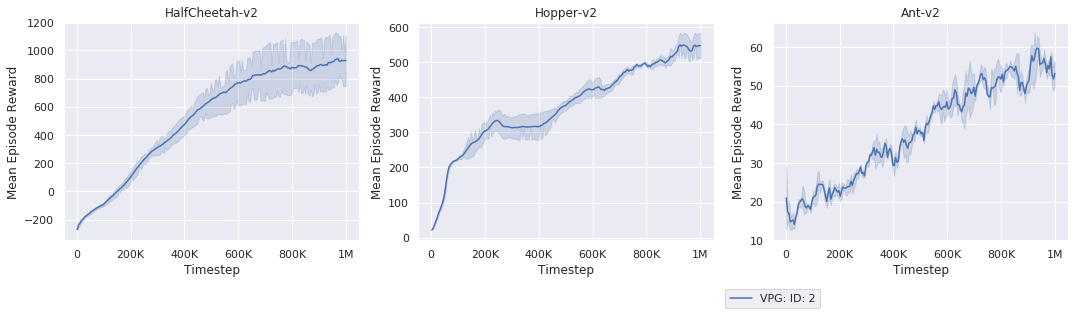 HalfCheetah-v2
Mean Episode Reward
1200
1000
800
600
400
200
0
−200
0 200K 400K 600K 800K 1M
Timestep
Hopper-v2
Mean Episode Reward
600
500
400
300
200
100
0
0 200K 400K 600K 800K 1M
Timestep
Ant-v2
Mean Episode Reward
60
50
40
30
20
10
0 200K 400K 600K 800K 1M
Timestep
VPG: ID: 2